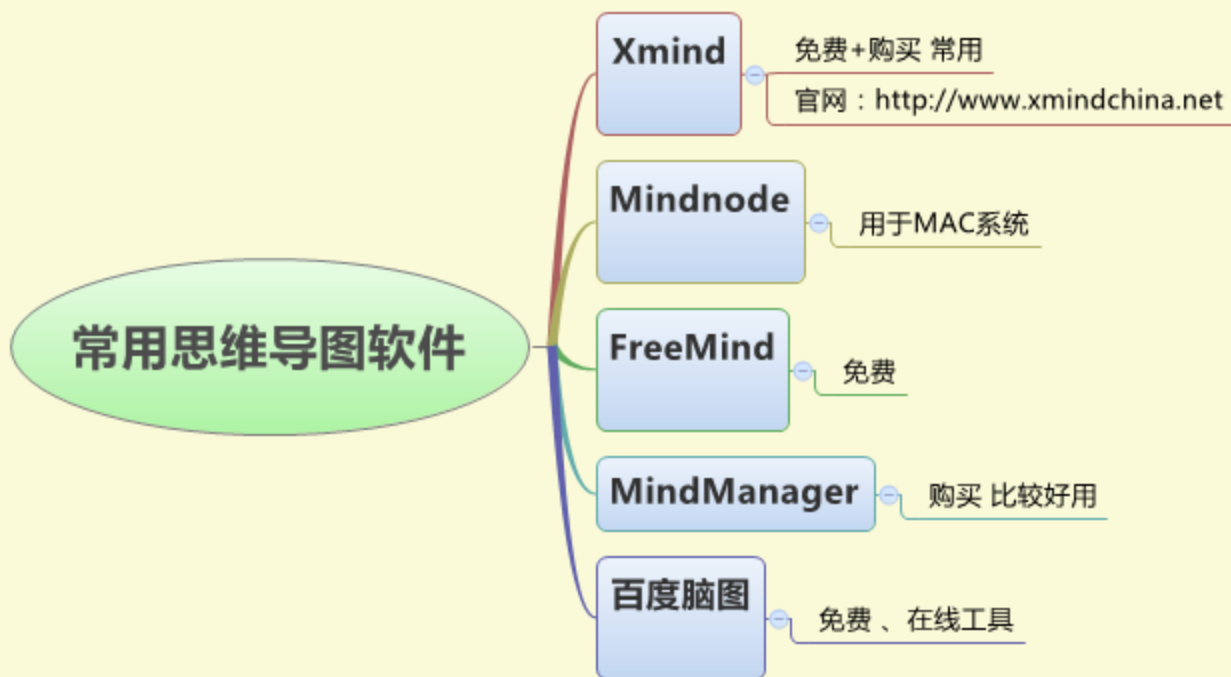 常用思维导图软件
Xmind
免费+购买 常用
官网：http://www.xmindchina.net
Mindnode
用于MAC系统
FreeMind
免费
MindManager
购买 比较好用
百度脑图
免费 、在线工具